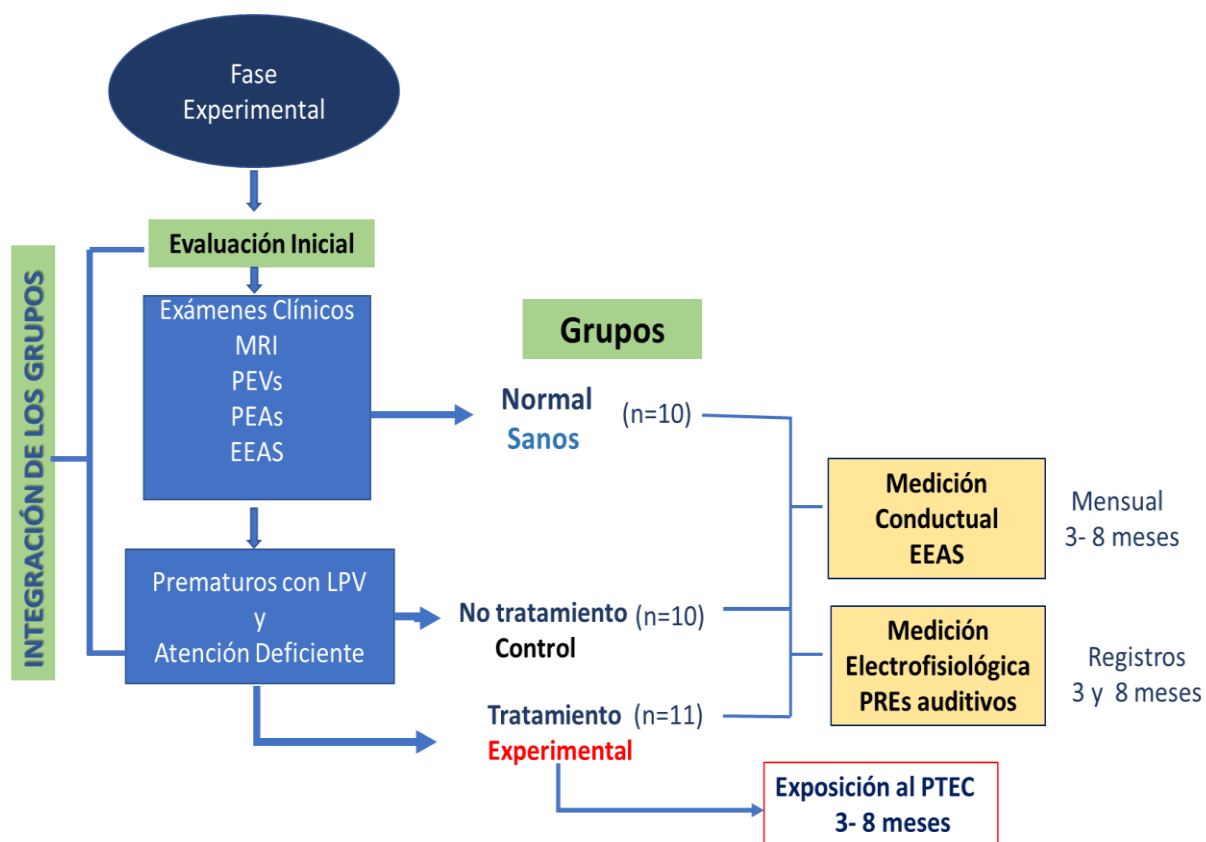 Fase
Experimental
Evaluación Inicial
INTEGRACIÓN DE LOS GRUPOS
Exámenes Clínicos
MRI
PEVs
PEAs
EEAS
Prematuros con LPV
y
Atención Deficiente
Grupos
Normal (n=10)
Sanos
No tratamiento (n=10)
Control
Tratamiento (n=11)
Experimental
Medición
Conductual
EEAS
Mensual
3- 8 meses
Medición
Electrofisiológica
PREs auditivos
Registros
3 y 8 meses
Exposición al PTEC
3- 8 meses